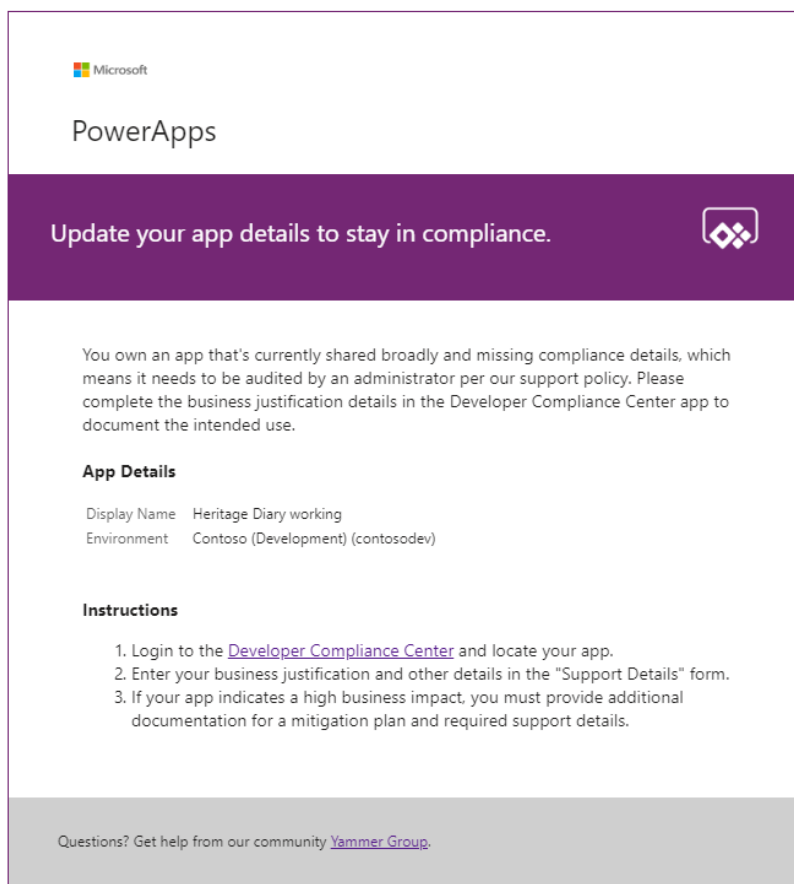 Microsoft
PowerApps
Update your app details to stay in compliance.
You own an app that's currently shared broadly and missing compliance details, which
means it needs to be audited by an administrator per our support policy. Please
complete the business justification details in the Developer Compliance Center app to
document the intended use.
App Details
Display Name Heritage Diary working
Environment Contoso (Development) (contosodev)
Instructions
1. Login to the Developer Compliance Center and locate your app.
2. Enter your business justification and other details in the "Support Details" form.
3. If your app indicates a high business impact, you must provide additional
documentation for a mitigation plan and required support details.
Questions? Get help from our community Yammer Group.